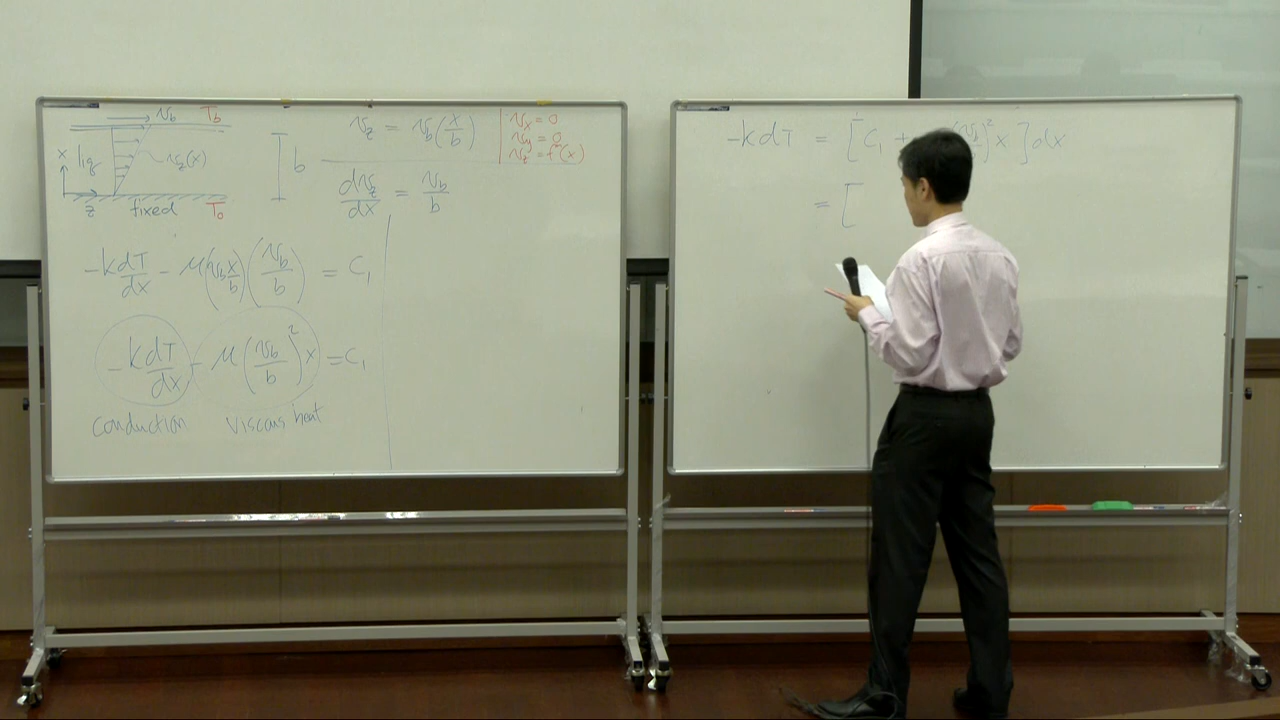 v_b T_b
x liq v_z(x) b
z fixed T_0
v_z = v_b(x/b)
v_x = 0
v_y = 0
v_z = f(x)
dv_z/dx = v_b/b
-k dT/dx - μ(v_b x/b)(v_b/b) = C_1
-k dT/dx - μ(v_b/b)^2 x = C_1
conduction viscous heat
-k dT = [C_1 + (v_b/b)^2 x] dx
= [